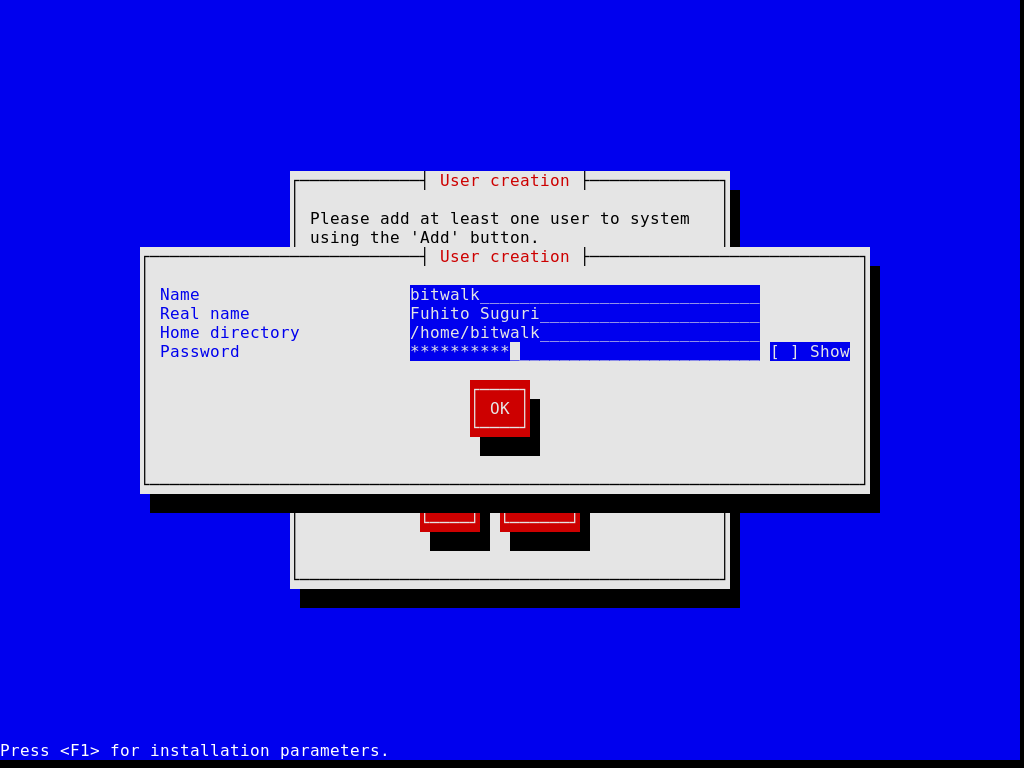 User creation
Please add at least one user to system
using the 'Add' button.
User creation
Name bitwalk
Real name Fuhito Suguri
Home directory /home/bitwalk
Password ********** [ ] Show
OK
Press <F1> for installation parameters.